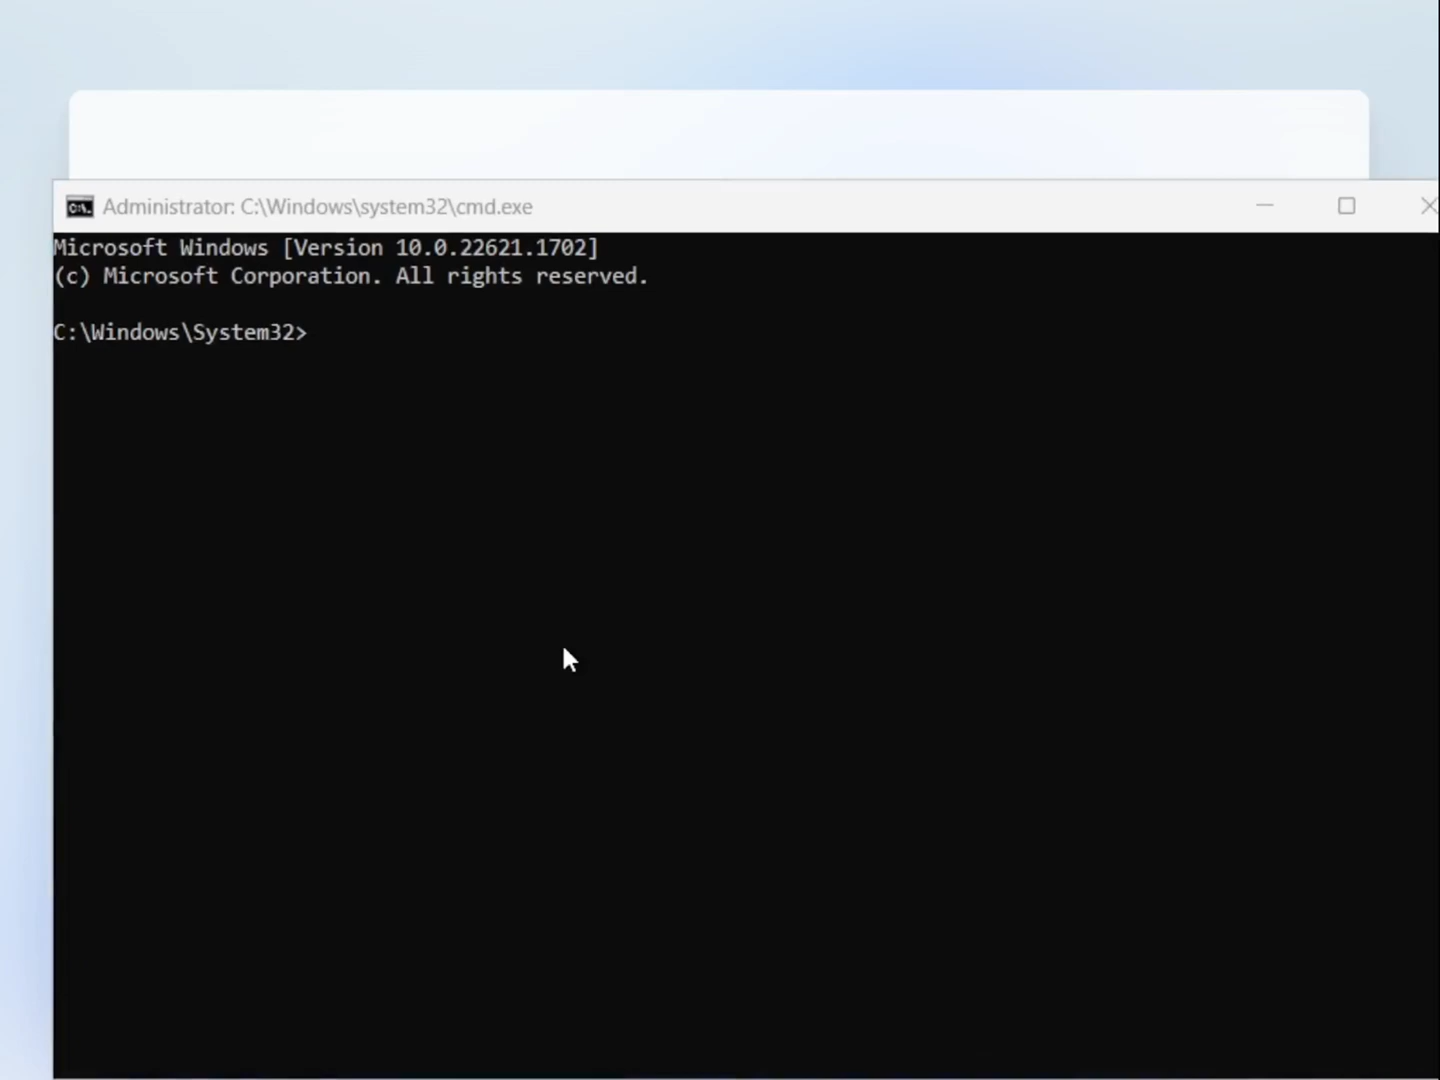 Administrator: C:\Windows\system32\cmd.exe
Microsoft Windows [Version 10.0.22621.1702]
(c) Microsoft Corporation. All rights reserved.
C:\Windows\System32>